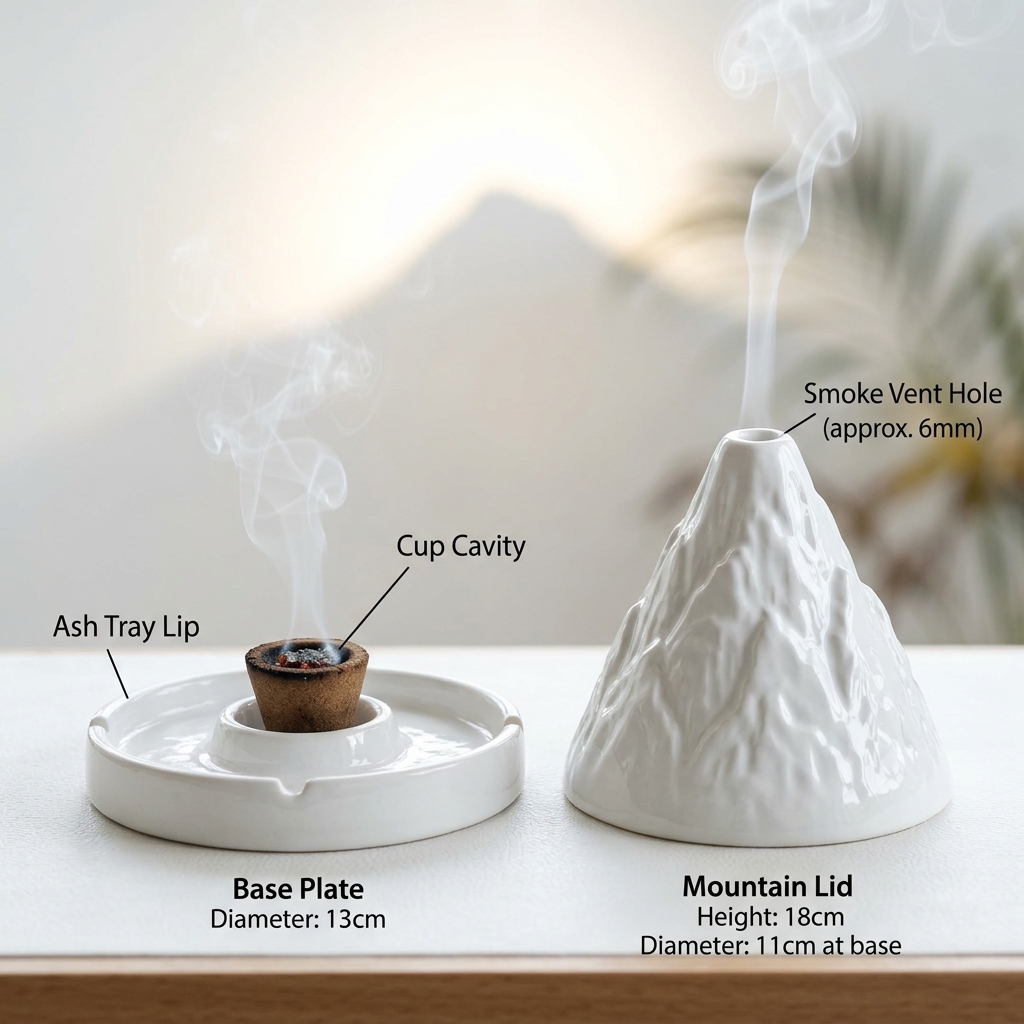 Smoke Vent Hole
(approx. 6mm)
Cup Cavity
Ash Tray Lip
Base Plate
Diameter: 13cm
Mountain Lid
Height: 18cm
Diameter: 11cm at base